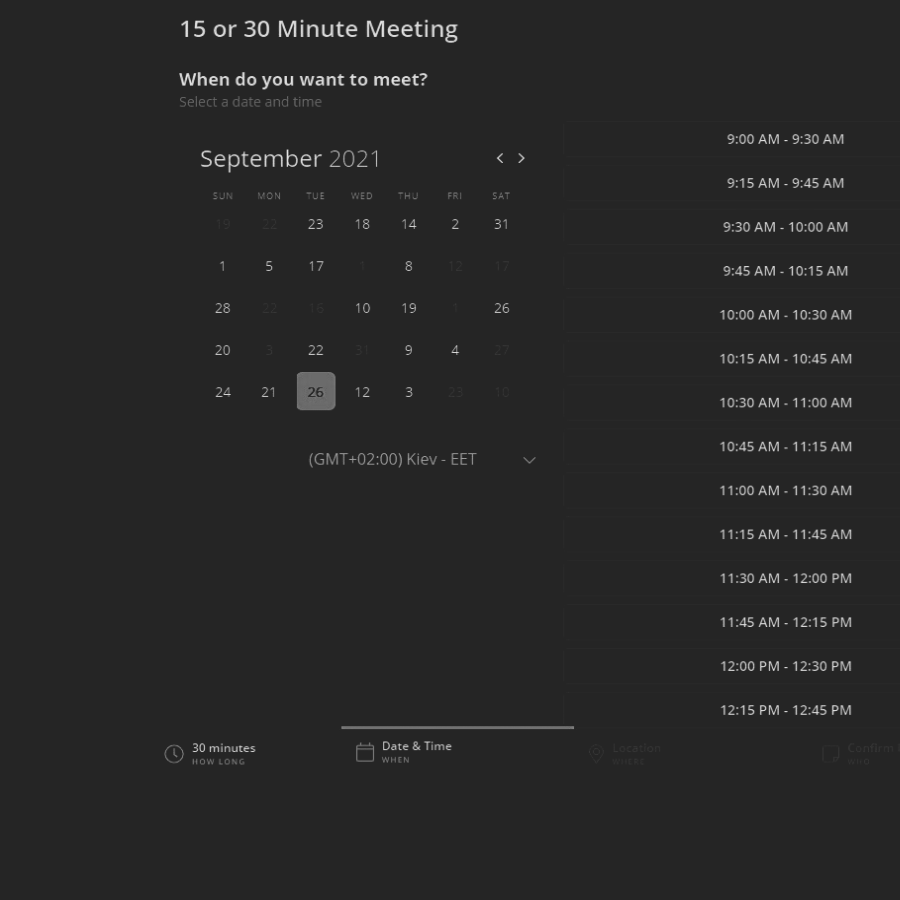 15 or 30 Minute Meeting
When do you want to meet?
Select a date and time
September 2021
< >
SUN MON TUE WED THU FRI SAT
19 22 23 18 14 2 31
1 5 17 1 8 12 17
28 22 16 10 19 1 26
20 3 22 31 9 4 27
24 21 26 12 3 23
(GMT+02:00) Kiev - EET
9:00 AM - 9:30 AM
9:15 AM - 9:45 AM
9:30 AM - 10:00 AM
9:45 AM - 10:15 AM
10:00 AM - 10:30 AM
10:15 AM - 10:45 AM
10:30 AM - 11:00 AM
10:45 AM - 11:15 AM
11:00 AM - 11:30 AM
11:15 AM - 11:45 AM
11:30 AM - 12:00 PM
11:45 AM - 12:15 PM
12:00 PM - 12:30 PM
12:15 PM - 12:45 PM
30 minutes
HOW LONG
Date & Time
WHEN
Location
WHERE
Confirm
WHO